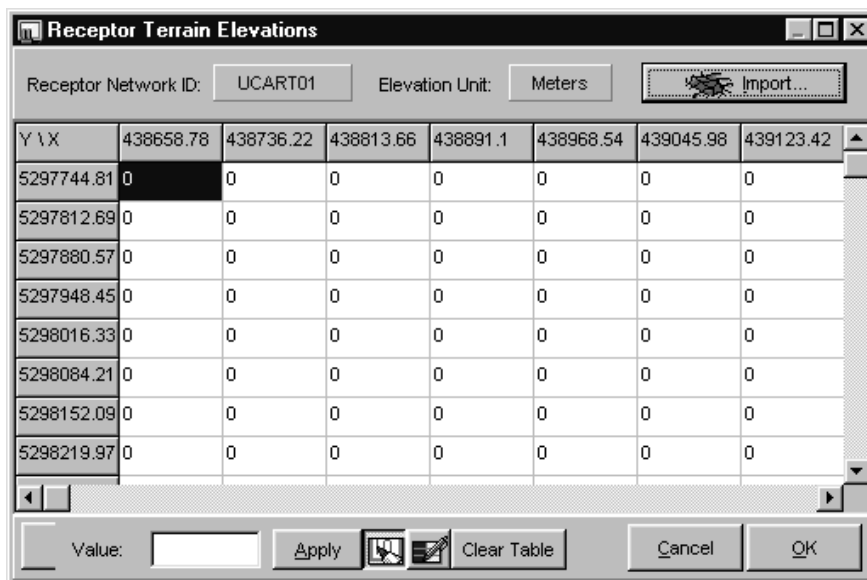 Receptor Terrain Elevations
Receptor Network ID: UCART01 Elevation Unit: Meters Import...
Y \ X 438658.78 438736.22 438813.66 438891.1 438968.54 439045.98 439123.42
5297744.81 0 0 0 0 0 0 0
5297812.69 0 0 0 0 0 0 0
5297880.57 0 0 0 0 0 0 0
5297948.45 0 0 0 0 0 0 0
5298016.33 0 0 0 0 0 0 0
5298084.21 0 0 0 0 0 0 0
5298152.09 0 0 0 0 0 0 0
5298219.97 0 0 0 0 0 0 0
Value: Apply Clear Table Cancel OK